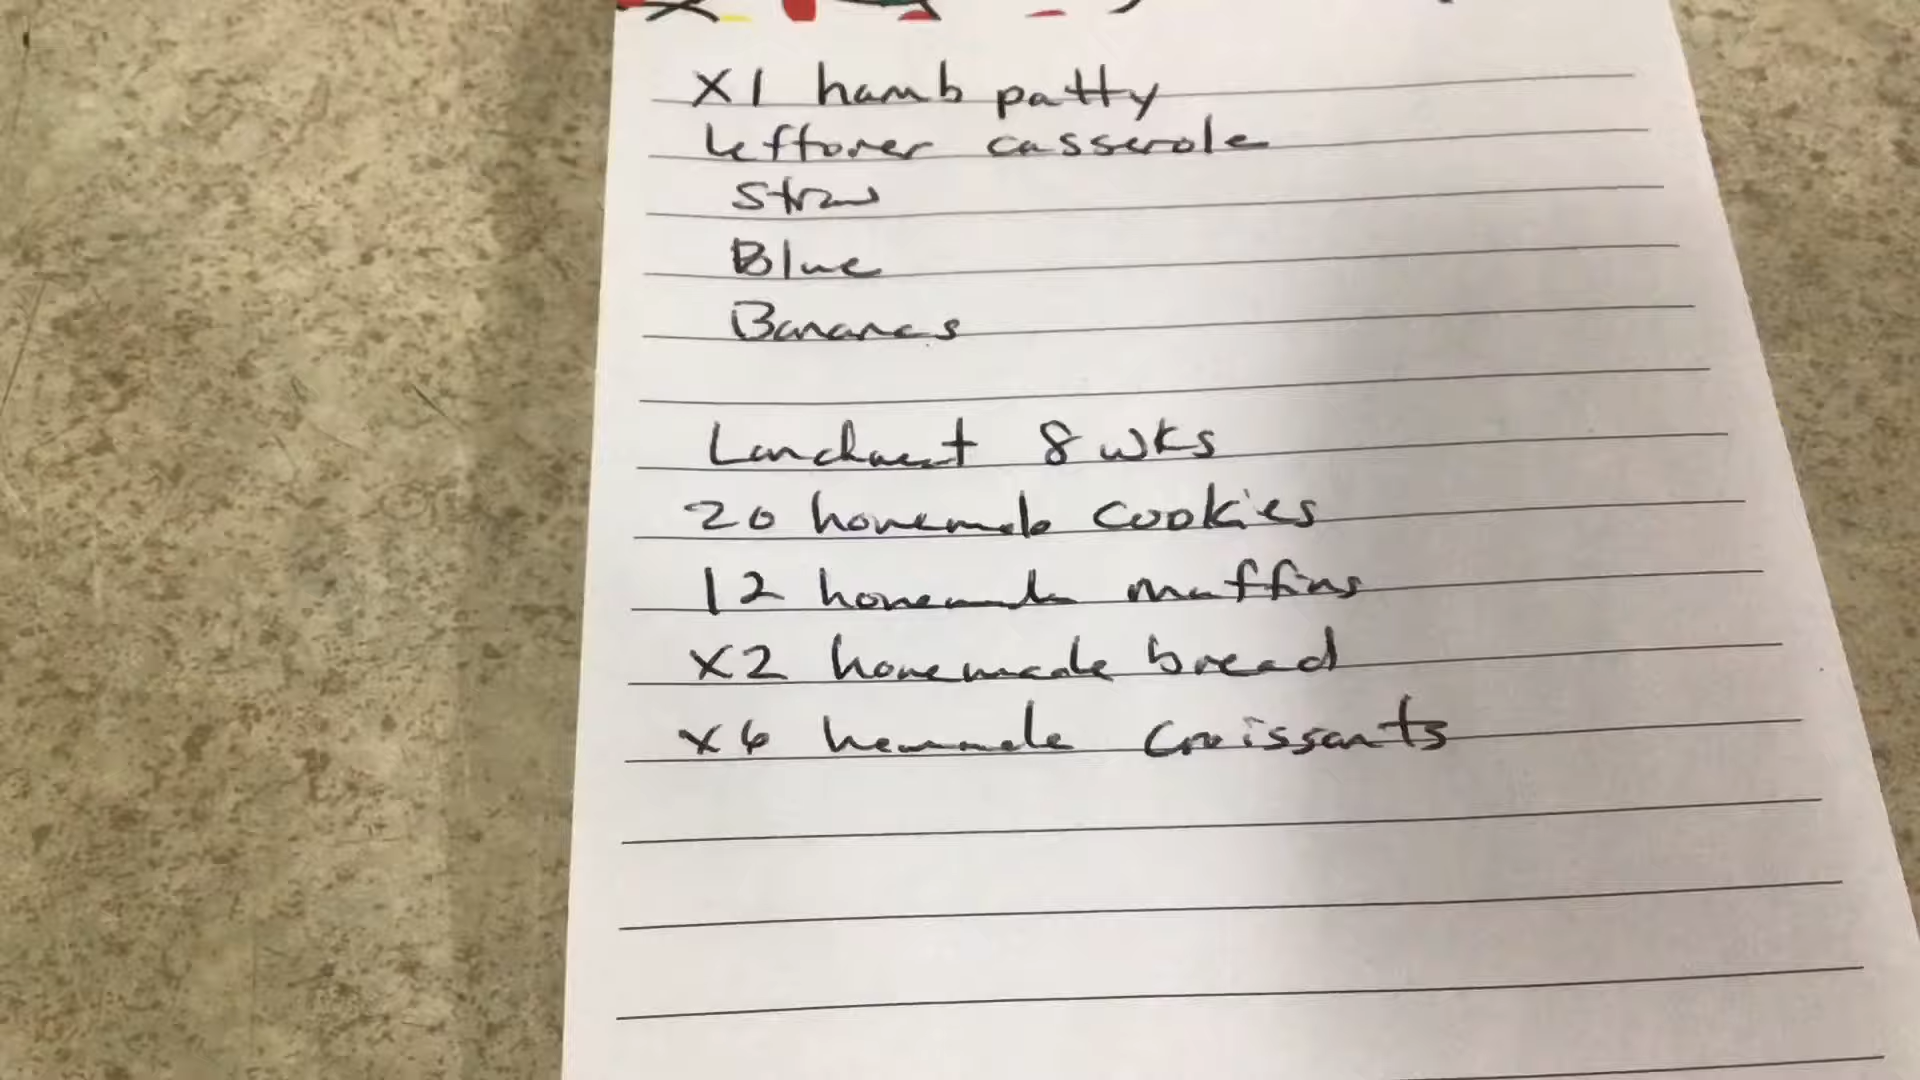 X1 hamb patty
Leftover casserole
Straw
Blue
Bananas
Lunchmeat 8 wks
20 homemade cookies
12 homemade muffins
X2 homemade bread
X6 homemade croissants